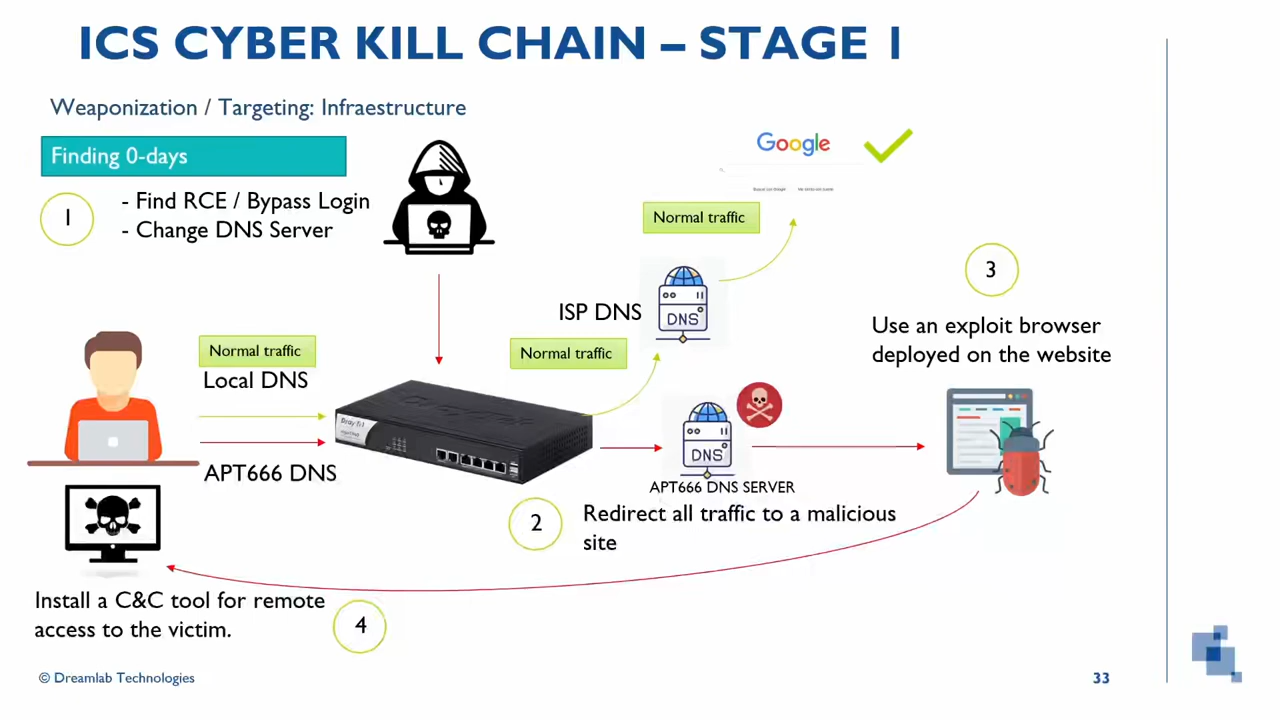 ICS CYBER KILL CHAIN – STAGE 1
Weaponization / Targeting: Infraestructure
Finding 0-days
1
- Find RCE / Bypass Login
- Change DNS Server
Google
Normal traffic
3
ISP DNS
DNS
Use an exploit browser
deployed on the website
Normal traffic
Local DNS
Normal traffic
DNS
APT666 DNS
APT666 DNS SERVER
2
Redirect all traffic to a malicious
site
Install a C&C tool for remote
access to the victim.
4
© Dreamlab Technologies
33